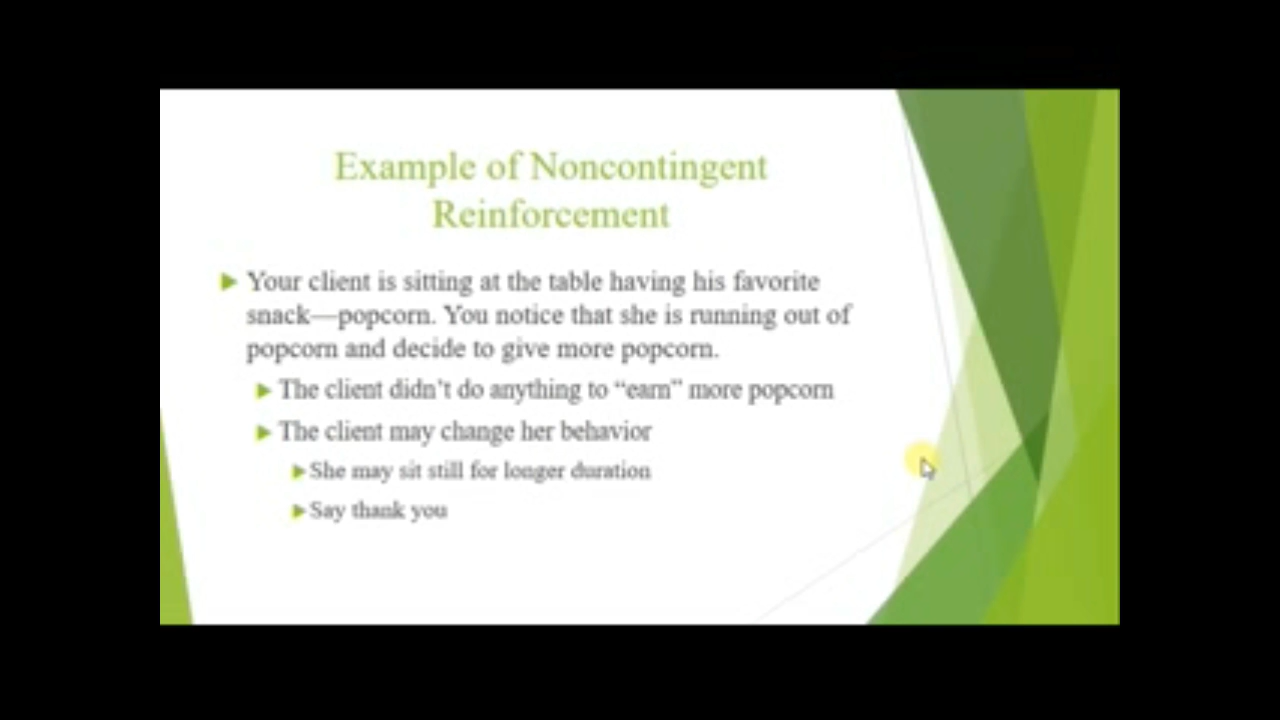 Example of Noncontingent
Reinforcement
Your client is sitting at the table having his favorite
snack—popcorn. You notice that she is running out of
popcorn and decide to give more popcorn.
The client didn’t do anything to “earn” more popcorn
The client may change her behavior
She may sit still for longer duration
Say thank you